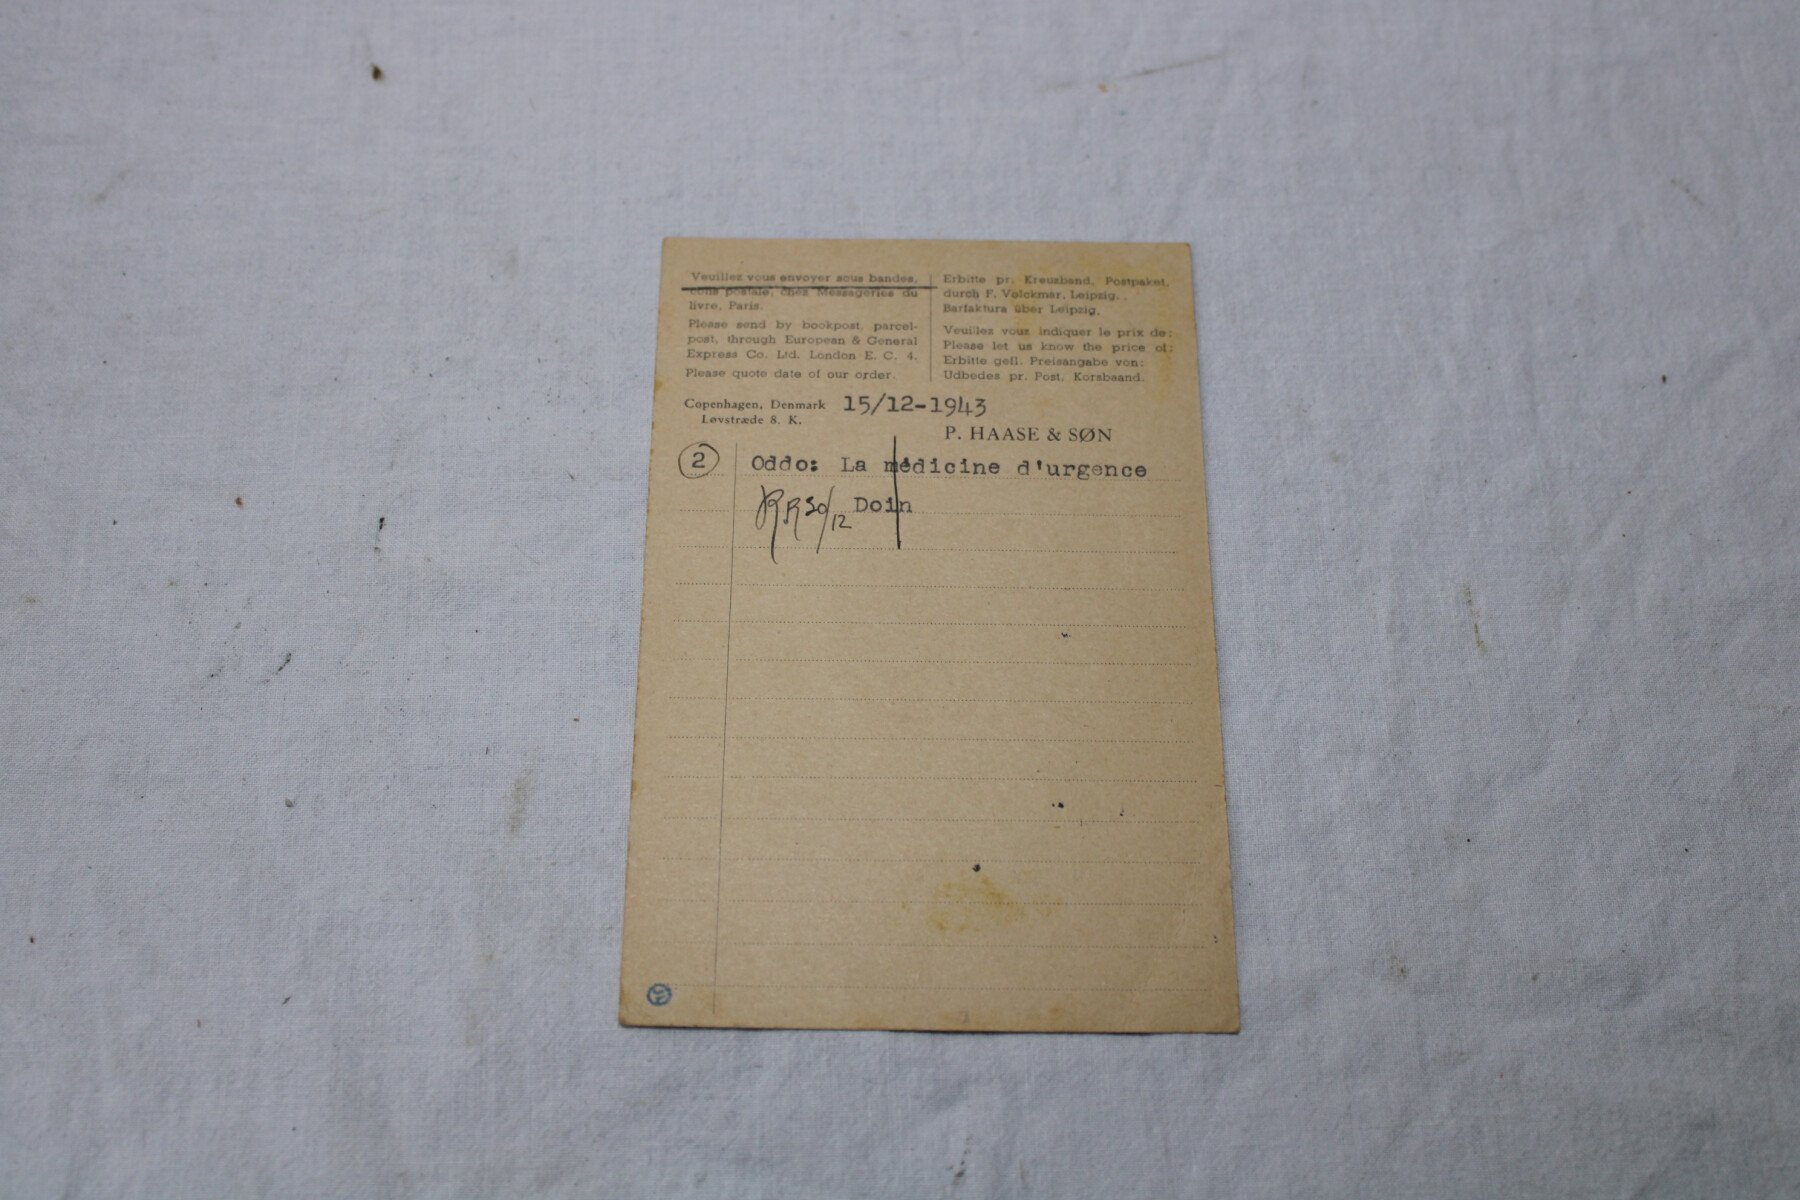 Veuillez vous envoyer sous bandes,
colis postale, chez Messageries du
livre, Paris.
Please send by bookpost, parcel-
post, through European & General
Express Co. Ltd. London E. C. 4.
Please quote date of our order.
Erbitte pr. Kreuzband, Postpaket,
durch F. Volckmar, Leipzig.
Barfaktura über Leipzig,
Veuillez vouz indiquer le prix de:
Please let us know the price of:
Erbitte gefl. Preisangabe von:
Udbedes pr. Post, Korsbaand.
Copenhagen, Denmark 15/12-1943
Løvstræde 8. K.
P. HAASE & SØN
2 Oddo: La médicine d'urgence
30/12 Doin